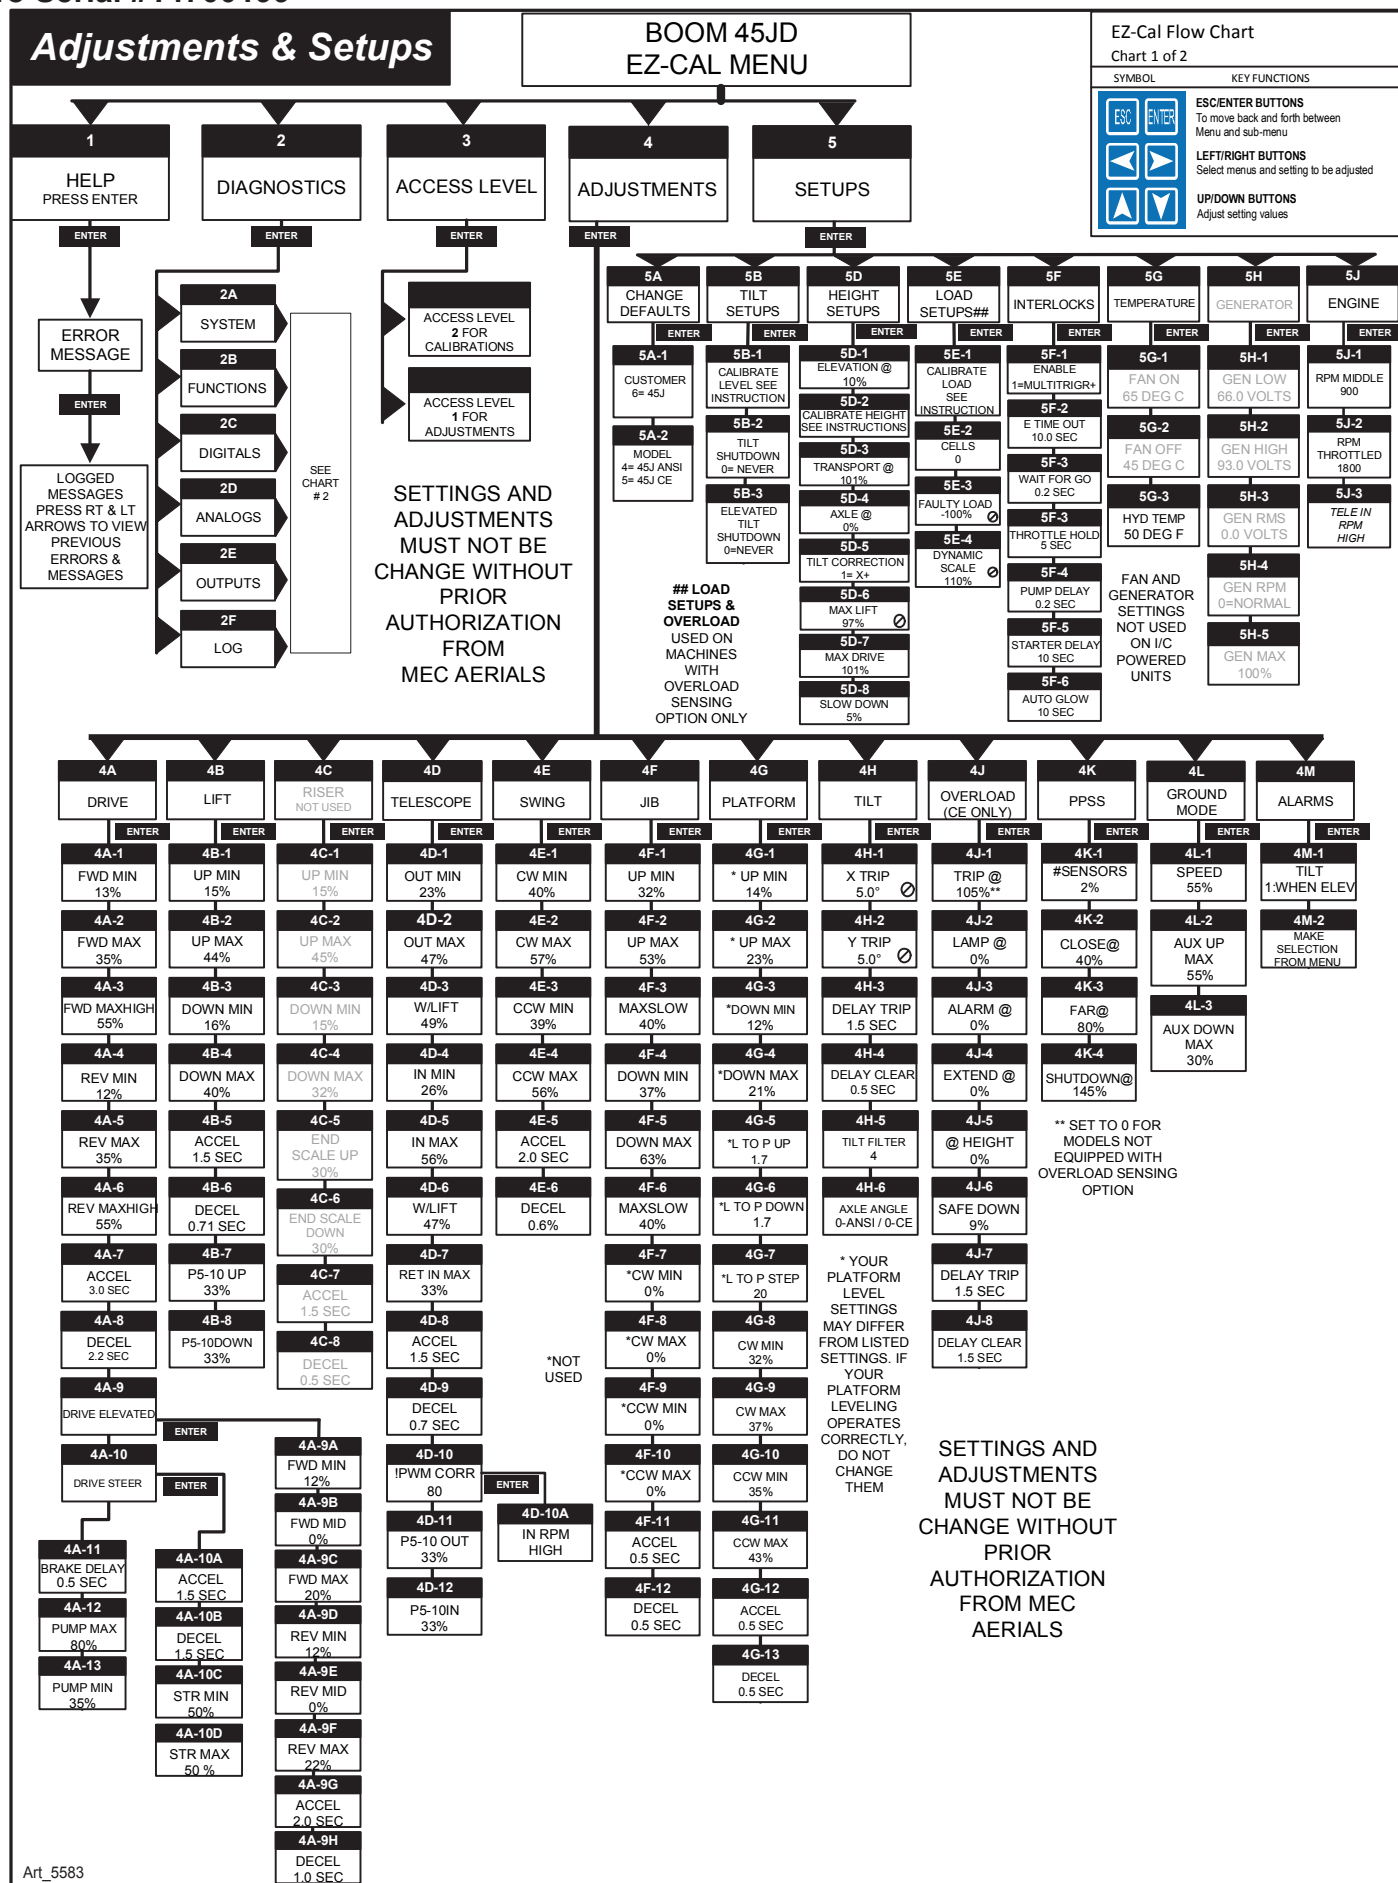 Adjustments & Setups
BOOM 45JD
EZ-CAL MENU
EZ-Cal Flow Chart
Chart 1 of 2
SYMBOL KEY FUNCTIONS
ESC ENTER
ESC/ENTER BUTTONS
To move back and forth between
Menu and sub-menu
LEFT/RIGHT BUTTONS
Select menus and setting to be adjusted
UP/DOWN BUTTONS
Adjust setting values
1
HELP
PRESS ENTER
ENTER
ERROR
MESSAGE
ENTER
LOGGED
MESSAGES
PRESS RT & LT
ARROWS TO VIEW
PREVIOUS
ERRORS &
MESSAGES
2
DIAGNOSTICS
ENTER
2A
SYSTEM
2B
FUNCTIONS
2C
DIGITALS
2D
ANALOGS
2E
OUTPUTS
2F
LOG
SEE
CHART
# 2
3
ACCESS LEVEL
ENTER
ACCESS LEVEL
2 FOR
CALIBRATIONS
ACCESS LEVEL
1 FOR
ADJUSTMENTS
SETTINGS AND
ADJUSTMENTS
MUST NOT BE
CHANGE WITHOUT
PRIOR
AUTHORIZATION
FROM
MEC AERIALS
4
ADJUSTMENTS
ENTER
5
SETUPS
ENTER
5A
CHANGE
DEFAULTS
ENTER
5A-1
CUSTOMER
6= 45J
5A-2
MODEL
4= 45J ANSI
5= 45J CE
5B
TILT
SETUPS
ENTER
5B-1
CALIBRATE
LEVEL SEE
INSTRUCTION
5B-2
TILT
SHUTDOWN
0= NEVER
5B-3
ELEVATED
TILT
SHUTDOWN
0=NEVER
5D
HEIGHT
SETUPS
ENTER
5D-1
ELEVATION @
10%
5D-2
CALIBRATE HEIGHT
SEE INSTRUCTIONS
5D-3
TRANSPORT @
101%
5D-4
AXLE @
0%
5D-5
TILT CORRECTION
1= X+
5D-6
MAX LIFT
97%
5D-7
MAX DRIVE
101%
5D-8
SLOW DOWN
5%
5E
LOAD
SETUPS##
ENTER
5E-1
CALIBRATE
LOAD
SEE
INSTRUCTION
5E-2
CELLS
0
5E-3
FAULTY LOAD
-100%
5E-4
DYNAMIC
SCALE
110%
## LOAD
SETUPS &
OVERLOAD
USED ON
MACHINES
WITH
OVERLOAD
SENSING
OPTION ONLY
5F
INTERLOCKS
ENTER
5F-1
ENABLE
1=MULTITRIGR+
5F-2
E TIME OUT
10.0 SEC
5F-3
WAIT FOR GO
0.2 SEC
5F-3
THROTTLE HOLD
5 SEC
5F-4
PUMP DELAY
0.2 SEC
5F-5
STARTER DELAY
10 SEC
5F-6
AUTO GLOW
10 SEC
5G
TEMPERATURE
ENTER
5G-1
FAN ON
65 DEG C
5G-2
FAN OFF
45 DEG C
5G-3
HYD TEMP
50 DEG F
FAN AND
GENERATOR
SETTINGS
NOT USED
ON I/C
POWERED
UNITS
5H
GENERATOR
ENTER
5H-1
GEN LOW
66.0 VOLTS
5H-2
GEN HIGH
93.0 VOLTS
5H-3
GEN RMS
0.0 VOLTS
5H-4
GEN RPM
0=NORMAL
5H-5
GEN MAX
100%
5J
ENGINE
ENTER
5J-1
RPM MIDDLE
900
5J-2
RPM
THROTTLED
1800
5J-3
TELE IN
RPM
HIGH
4A
DRIVE
ENTER
4A-1
FWD MIN
13%
4A-2
FWD MAX
35%
4A-3
FWD MAXHIGH
55%
4A-4
REV MIN
12%
4A-5
REV MAX
35%
4A-6
REV MAXHIGH
55%
4A-7
ACCEL
3.0 SEC
4A-8
DECEL
2.2 SEC
4A-9
DRIVE ELEVATED
ENTER
4A-10
DRIVE STEER
ENTER
4A-11
BRAKE DELAY
0.5 SEC
4A-12
PUMP MAX
80%
4A-13
PUMP MIN
35%
4A-10A
ACCEL
1.5 SEC
4A-10B
DECEL
1.5 SEC
4A-10C
STR MIN
50%
4A-10D
STR MAX
50 %
4A-9A
FWD MIN
12%
4A-9B
FWD MID
0%
4A-9C
FWD MAX
20%
4A-9D
REV MIN
12%
4A-9E
REV MID
0%
4A-9F
REV MAX
22%
4A-9G
ACCEL
2.0 SEC
4A-9H
DECEL
1.0 SEC
4B
LIFT
ENTER
4B-1
UP MIN
15%
4B-2
UP MAX
44%
4B-3
DOWN MIN
16%
4B-4
DOWN MAX
40%
4B-5
ACCEL
1.5 SEC
4B-6
DECEL
0.71 SEC
4B-7
P5-10 UP
33%
4B-8
P5-10DOWN
33%
4C
RISER
NOT USED
ENTER
4C-1
UP MIN
15%
4C-2
UP MAX
45%
4C-3
DOWN MIN
15%
4C-4
DOWN MAX
32%
4C-5
END
SCALE UP
30%
4C-6
END SCALE
DOWN
30%
4C-7
ACCEL
1.5 SEC
4C-8
DECEL
0.5 SEC
4D
TELESCOPE
ENTER
4D-1
OUT MIN
23%
4D-2
OUT MAX
47%
4D-3
W/LIFT
49%
4D-4
IN MIN
26%
4D-5
IN MAX
56%
4D-6
W/LIFT
47%
4D-7
RET IN MAX
33%
4D-8
ACCEL
1.5 SEC
4D-9
DECEL
0.7 SEC
4D-10
!PWM CORR
80
ENTER
4D-10A
IN RPM
HIGH
4D-11
P5-10 OUT
33%
4D-12
P5-10IN
33%
4E
SWING
ENTER
4E-1
CW MIN
40%
4E-2
CW MAX
57%
4E-3
CCW MIN
39%
4E-4
CCW MAX
56%
4E-5
ACCEL
2.0 SEC
4E-6
DECEL
0.6%
*NOT
USED
4F
JIB
ENTER
4F-1
UP MIN
32%
4F-2
UP MAX
53%
4F-3
MAXSLOW
40%
4F-4
DOWN MIN
37%
4F-5
DOWN MAX
63%
4F-6
MAXSLOW
40%
4F-7
*CW MIN
0%
4F-8
*CW MAX
0%
4F-9
*CCW MIN
0%
4F-10
*CCW MAX
0%
4F-11
ACCEL
0.5 SEC
4F-12
DECEL
0.5 SEC
4G
PLATFORM
ENTER
4G-1
* UP MIN
14%
4G-2
* UP MAX
23%
4G-3
*DOWN MIN
12%
4G-4
*DOWN MAX
21%
4G-5
*L TO P UP
1.7
4G-6
*L TO P DOWN
1.7
4G-7
*L TO P STEP
20
4G-8
CW MIN
32%
4G-9
CW MAX
37%
4G-10
CCW MIN
35%
4G-11
CCW MAX
43%
4G-12
ACCEL
0.5 SEC
4G-13
DECEL
0.5 SEC
4H
TILT
ENTER
4H-1
X TRIP
5.0°
4H-2
Y TRIP
5.0°
4H-3
DELAY TRIP
1.5 SEC
4H-4
DELAY CLEAR
0.5 SEC
4H-5
TILT FILTER
4
4H-6
AXLE ANGLE
0-ANSI / 0-CE
* YOUR
PLATFORM
LEVEL
SETTINGS
MAY DIFFER
FROM LISTED
SETTINGS. IF
YOUR
PLATFORM
LEVELING
OPERATES
CORRECTLY,
DO NOT
CHANGE
THEM
4J
OVERLOAD
(CE ONLY)
ENTER
4J-1
TRIP @
105%**
4J-2
LAMP @
0%
4J-3
ALARM @
0%
4J-4
EXTEND @
0%
4J-5
@ HEIGHT
0%
4J-6
SAFE DOWN
9%
4J-7
DELAY TRIP
1.5 SEC
4J-8
DELAY CLEAR
1.5 SEC
4K
PPSS
ENTER
4K-1
#SENSORS
2%
4K-2
CLOSE@
40%
4K-3
FAR@
80%
4K-4
SHUTDOWN@
145%
** SET TO 0 FOR
MODELS NOT
EQUIPPED WITH
OVERLOAD SENSING
OPTION
4L
GROUND
MODE
ENTER
4L-1
SPEED
55%
4L-2
AUX UP
MAX
55%
4L-3
AUX DOWN
MAX
30%
4M
ALARMS
ENTER
4M-1
TILT
1:WHEN ELEV
4M-2
MAKE
SELECTION
FROM MENU
SETTINGS AND
ADJUSTMENTS
MUST NOT BE
CHANGE WITHOUT
PRIOR
AUTHORIZATION
FROM MEC
AERIALS
Art_5583